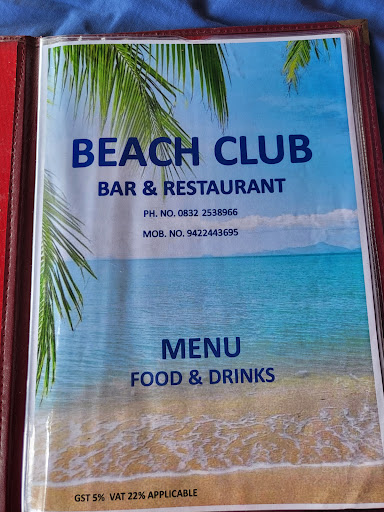 BEACH CLUB
BAR & RESTAURANT
PH. NO. 0832 2538966
MOB. NO. 9422443695
MENU
FOOD & DRINKS
GST 5% VAT 22% APPLICABLE